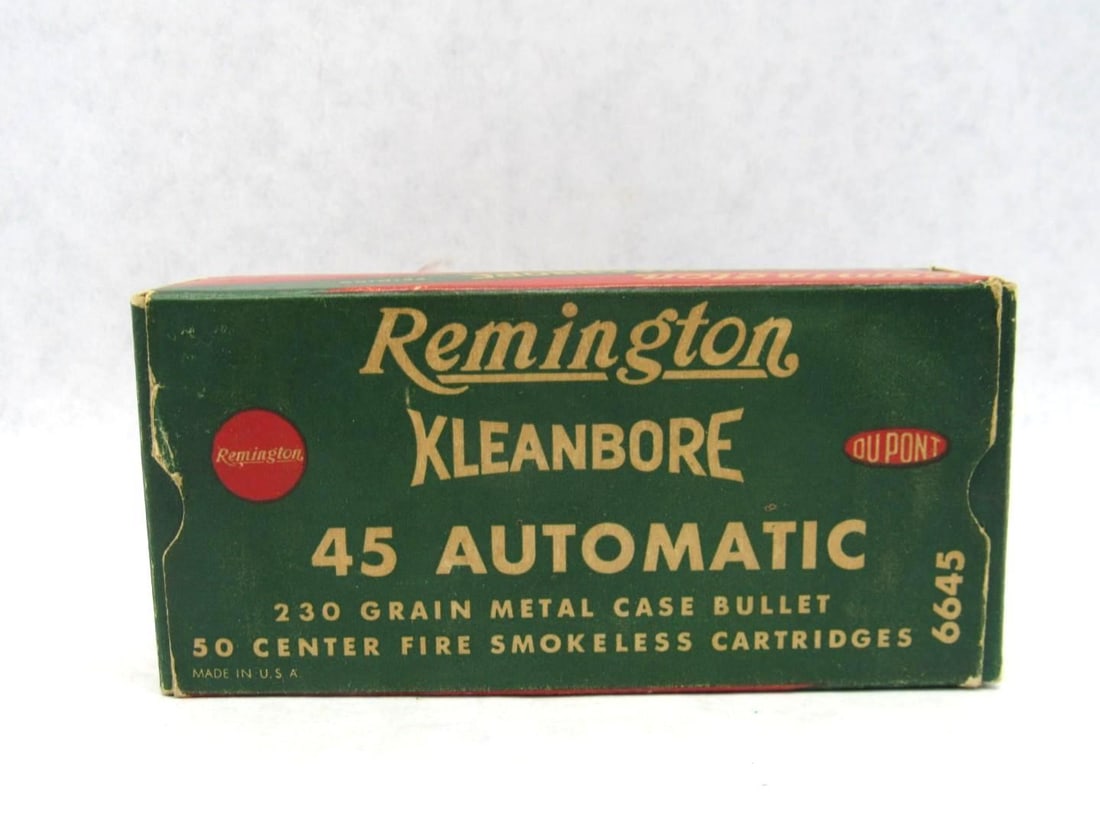 Remington
KLEANBORE
Remington
DU PONT
45 AUTOMATIC
230 GRAIN METAL CASE BULLET
50 CENTER FIRE SMOKELESS CARTRIDGES
6645
MADE IN U.S.A.